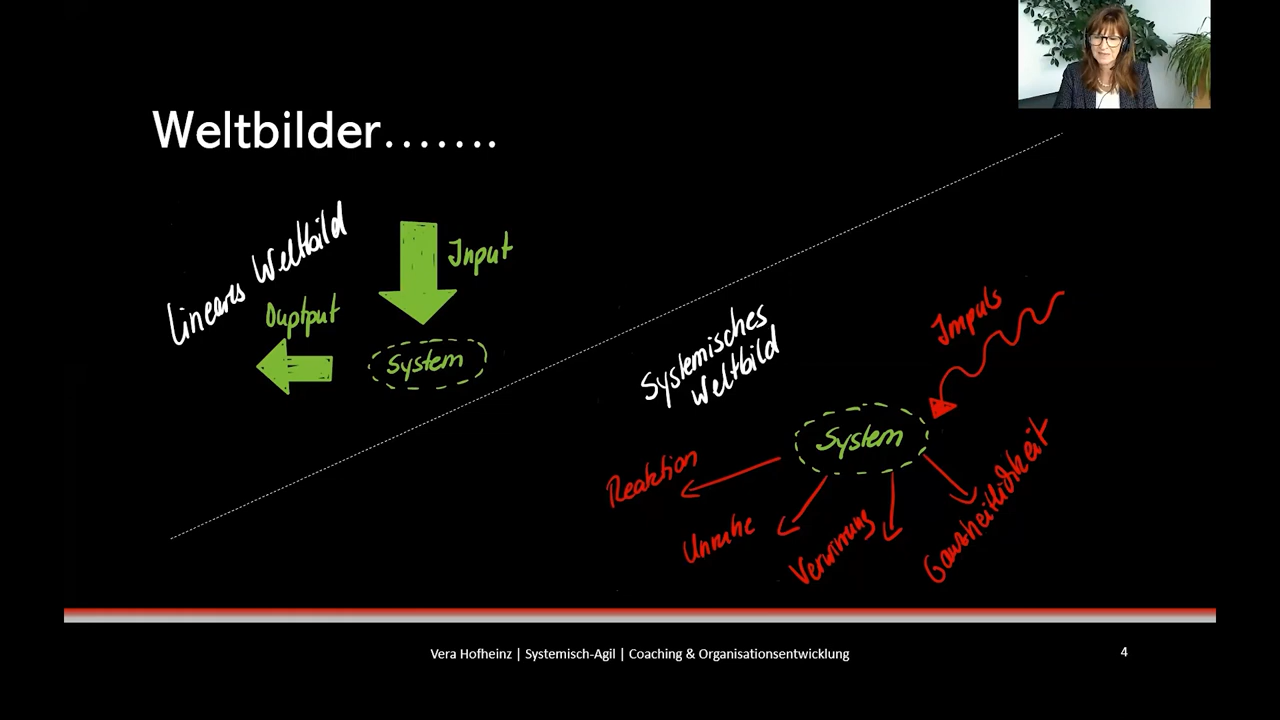 Weltbilder.......
Lineares Weltbild
Input
Ouptput
System
Systemisches
Weltbild
Impuls
System
Reaktion
Unruhe
Verwirrung
Ganzheitlichkeit
Vera Hofheinz | Systemisch-Agil | Coaching & Organisationsentwicklung
4